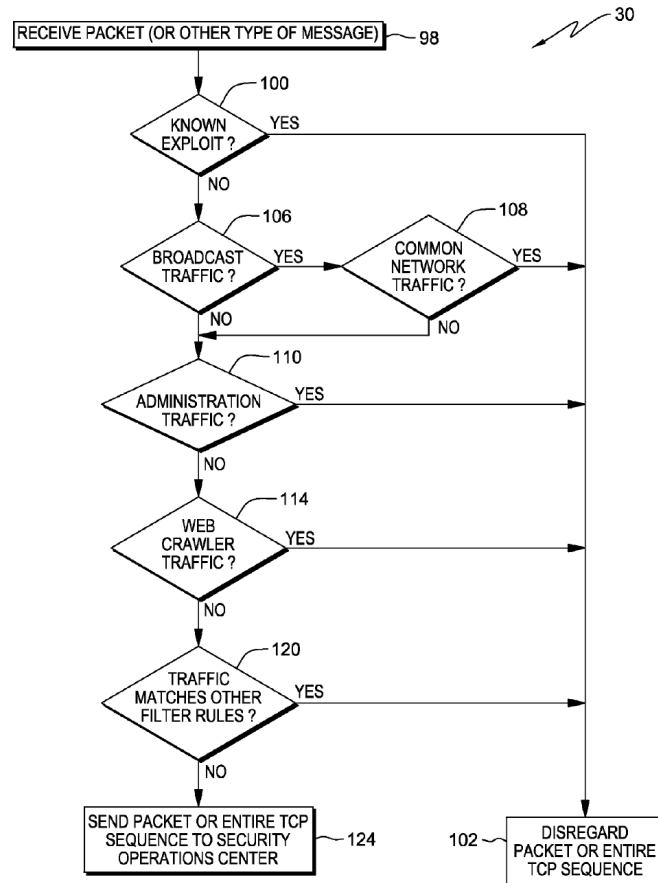 30
RECEIVE PACKET (OR OTHER TYPE OF MESSAGE)
98
100
KNOWN
EXPLOIT ?
YES
NO
106
BROADCAST
TRAFFIC ?
YES
NO
108
COMMON
NETWORK
TRAFFIC ?
YES
NO
110
ADMINISTRATION
TRAFFIC ?
YES
NO
114
WEB
CRAWLER
TRAFFIC ?
YES
NO
120
TRAFFIC
MATCHES OTHER
FILTER RULES ?
YES
NO
SEND PACKET OR ENTIRE TCP
SEQUENCE TO SECURITY
OPERATIONS CENTER
124
102
DISREGARD
PACKET OR ENTIRE
TCP SEQUENCE